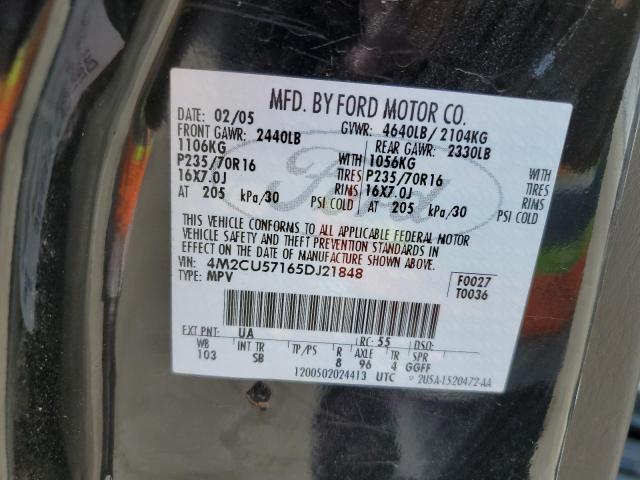 MFD. BY FORD MOTOR CO.
DATE: 02/05 GVWR: 4640LB / 2104KG
FRONT GAWR: 2440LB REAR GAWR: 2330LB
1106KG WITH 1056KG WITH
P235/70R16 TIRES P235/70R16 TIRES
16X7.0J RIMS 16X7.0J RIMS
AT 205 kPa/30 PSI COLD AT 205 kPa/30 PSI COLD
THIS VEHICLE CONFORMS TO ALL APPLICABLE FEDERAL MOTOR
VEHICLE SAFETY AND THEFT PREVENTION STANDARDS IN
EFFECT ON THE DATE OF MANUFACTURE SHOWN ABOVE.
VIN: 4M2CU57165DJ21848 F0027
TYPE: MPV T0036
Ford
EXT PNT: UA RC: 55 DSO:
WB INT TR TP/PS R AXLE TR SPR
103 SB 8 96 4 GGFF
1200502024413 UTC 2U5A-1520472-AA